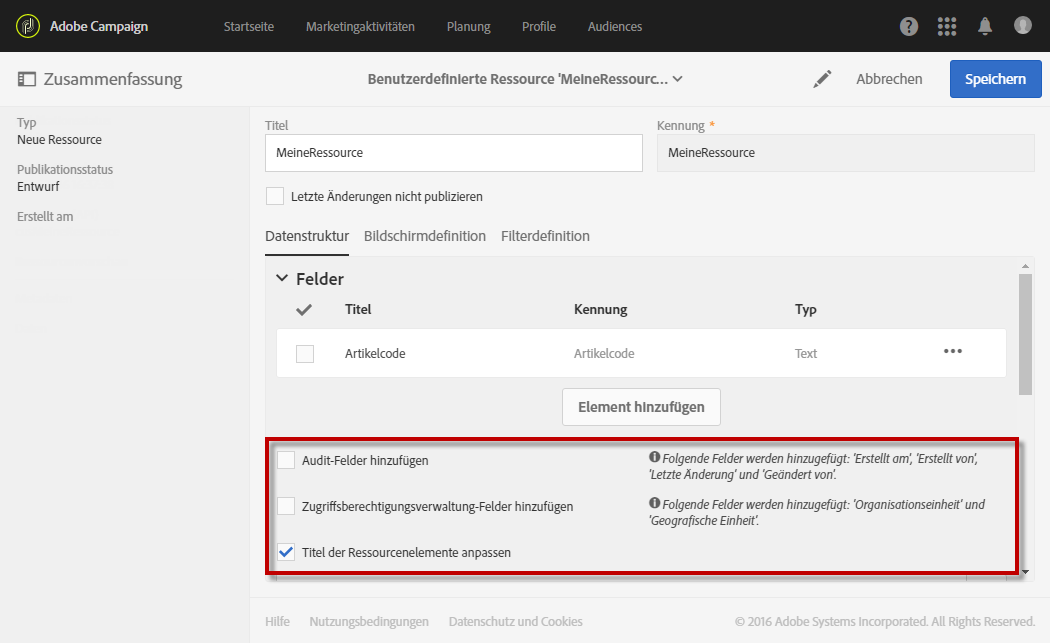 Adobe Campaign Startseite Marketingaktivitäten Planung Profile Audiences
Zusammenfassung Benutzerdefinierte Ressource 'MeineRessourc... Abbrechen Speichern
Typ
Neue Ressource
Publikationsstatus
Entwurf
Erstellt am
Titel Kennung *
MeineRessource MeineRessource
Letzte Änderungen nicht publizieren
Datenstruktur Bildschirmdefinition Filterdefinition
Felder
Titel Kennung Typ
Artikelcode Artikelcode Text
Element hinzufügen
Audit-Felder hinzufügen
Folgende Felder werden hinzugefügt: 'Erstellt am', 'Erstellt von',
'Letzte Änderung' und 'Geändert von'.
Zugriffsberechtigungsverwaltung-Felder hinzufügen
Folgende Felder werden hinzugefügt: 'Organisationseinheit' und
'Geografische Einheit'.
Titel der Ressourcenelemente anpassen
Hilfe Nutzungsbedingungen Datenschutz und Cookies © 2016 Adobe Systems Incorporated. All Rights Reserved.